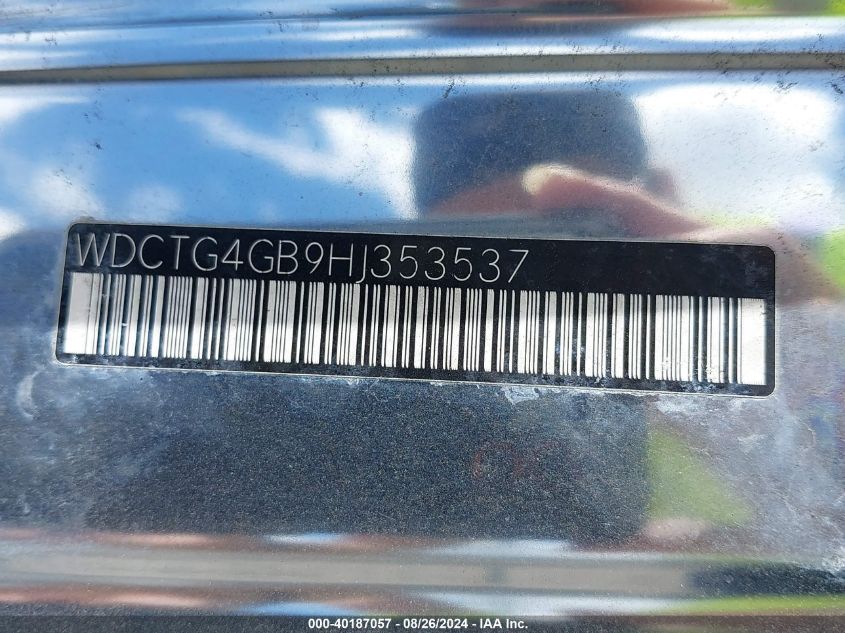 WDCTG4GB9HJ353537
000-40187057 - 08/26/2024 - IAA Inc.